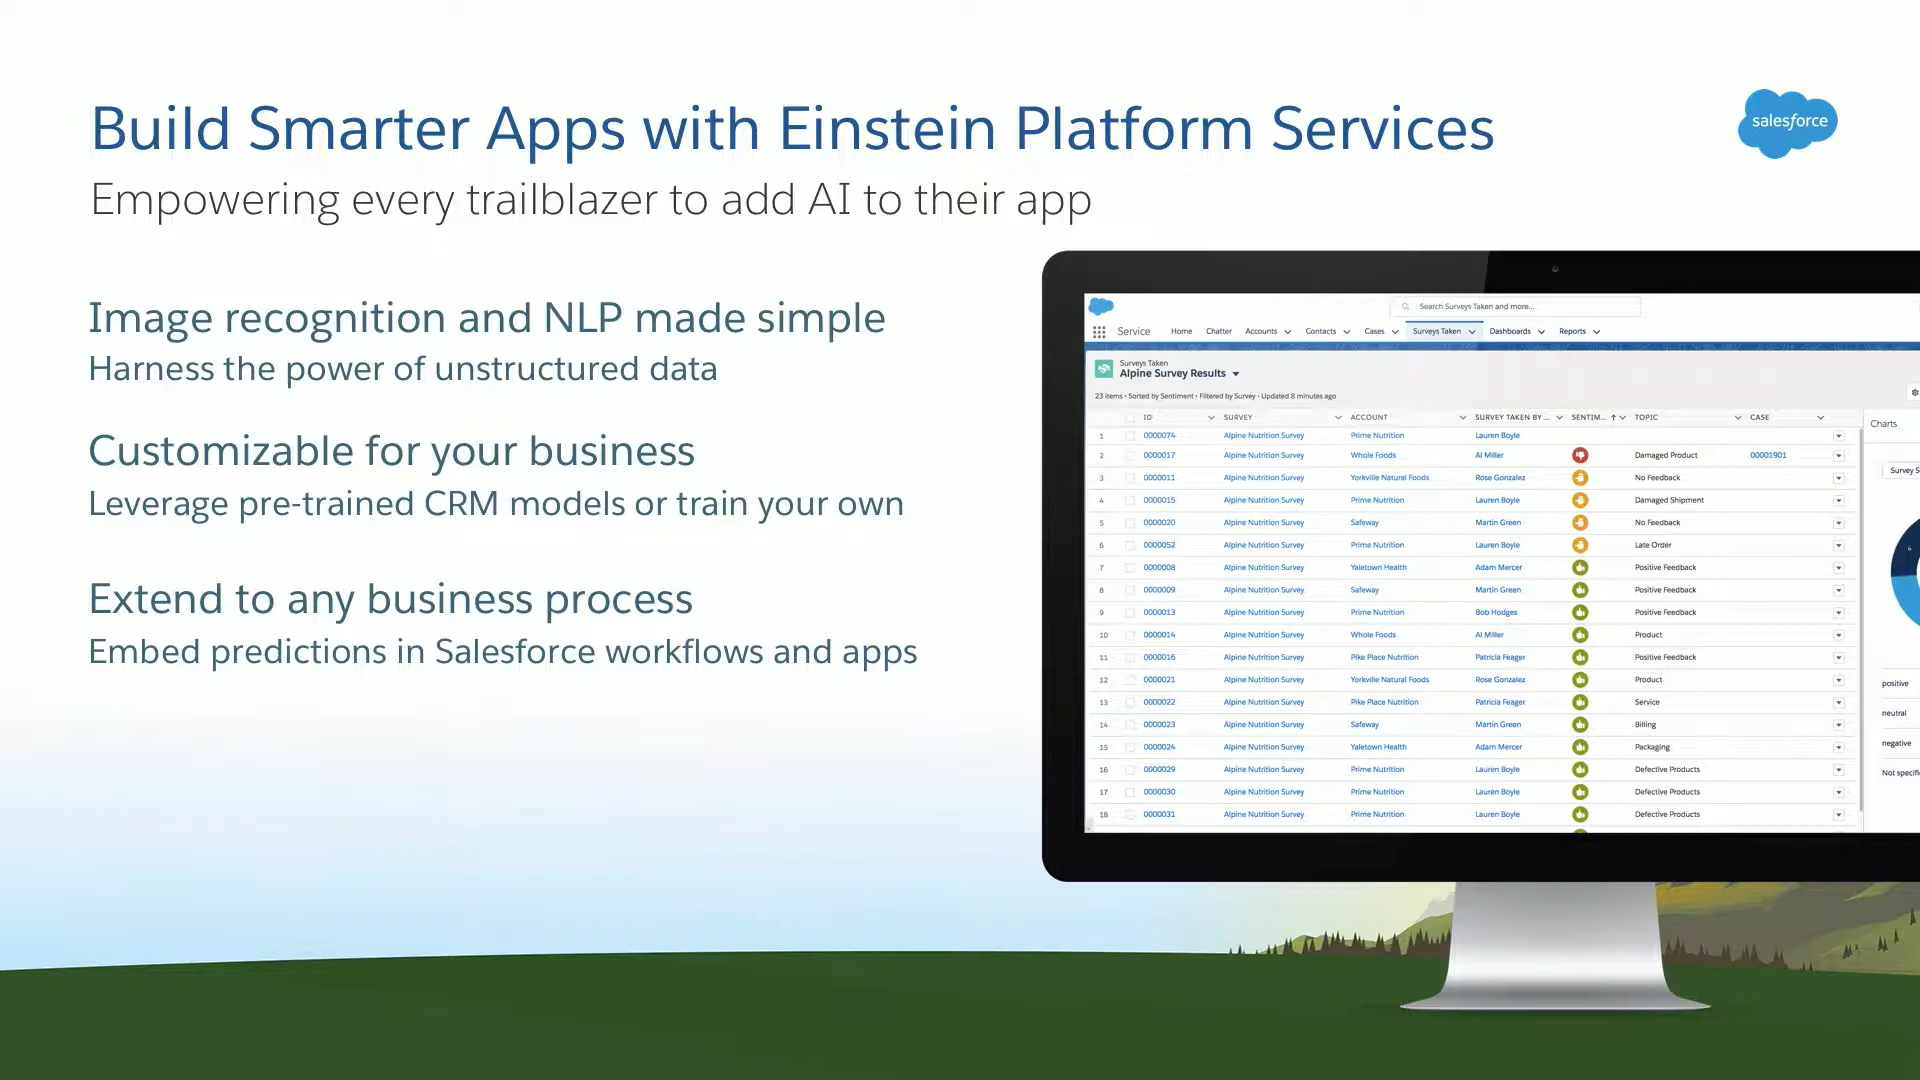 Build Smarter Apps with Einstein Platform Services
salesforce
Empowering every trailblazer to add AI to their app
Image recognition and NLP made simple
Harness the power of unstructured data
Customizable for your business
Leverage pre-trained CRM models or train your own
Extend to any business process
Embed predictions in Salesforce workflows and apps
Search Surveys Taken and more...
Service Home Chatter Accounts Contacts Cases Surveys Taken Dashboards Reports
Surveys Taken
Alpine Survey Results
23 items • Sorted by Sentiment • Filtered by Survey • Updated 8 minutes ago
ID SURVEY ACCOUNT SURVEY TAKEN BY ... SENTIM... TOPIC CASE
1 0000074 Alpine Nutrition Survey Prime Nutrition Lauren Boyle
2 0000017 Alpine Nutrition Survey Whole Foods Al Miller Damaged Product 00001901
3 0000011 Alpine Nutrition Survey Yorkville Natural Foods Rose Gonzalez No Feedback
4 0000015 Alpine Nutrition Survey Prime Nutrition Lauren Boyle Damaged Shipment
5 0000020 Alpine Nutrition Survey Safeway Martin Green No Feedback
6 0000052 Alpine Nutrition Survey Prime Nutrition Lauren Boyle Late Order
7 0000008 Alpine Nutrition Survey Yaletown Health Adam Mercer Positive Feedback
8 0000009 Alpine Nutrition Survey Safeway Martin Green Positive Feedback
9 0000013 Alpine Nutrition Survey Prime Nutrition Bob Hodges Positive Feedback
10 0000014 Alpine Nutrition Survey Whole Foods Al Miller Product
11 0000016 Alpine Nutrition Survey Pike Place Nutrition Patricia Feager Positive Feedback
12 0000021 Alpine Nutrition Survey Yorkville Natural Foods Rose Gonzalez Product
13 0000022 Alpine Nutrition Survey Pike Place Nutrition Patricia Feager Service
14 0000023 Alpine Nutrition Survey Safeway Martin Green Billing
15 0000024 Alpine Nutrition Survey Yaletown Health Adam Mercer Packaging
16 0000029 Alpine Nutrition Survey Prime Nutrition Lauren Boyle Defective Products
17 0000030 Alpine Nutrition Survey Prime Nutrition Lauren Boyle Defective Products
18 0000031 Alpine Nutrition Survey Prime Nutrition Lauren Boyle Defective Products
Charts
Survey S
4
positive
neutral
negative
Not specifi